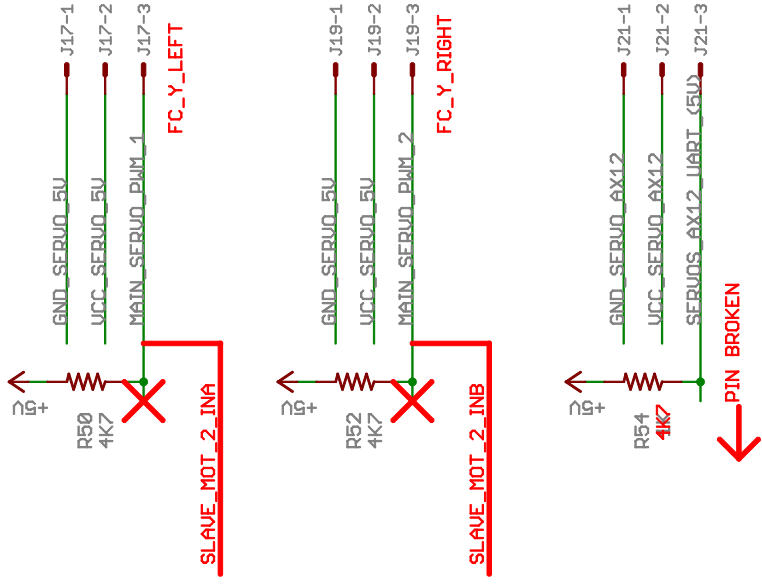 J17-1
J17-2
J17-3
FC_Y_LEFT
GND_SERVO_5V
VCC_SERVO_5V
MAIN_SERVO_PWM_1
+5V
R50
4K7
SLAVE_MOT_2_INA
J19-1
J19-2
J19-3
FC_Y_RIGHT
GND_SERVO_5V
VCC_SERVO_5V
MAIN_SERVO_PWM_2
+5V
R52
4K7
SLAVE_MOT_2_INB
J21-1
J21-2
J21-3
GND_SERVO_AX12
VCC_SERVO_AX12
SERVOS_AX12_UART_(5V)
+5V
R54
4K7
PIN BROKEN